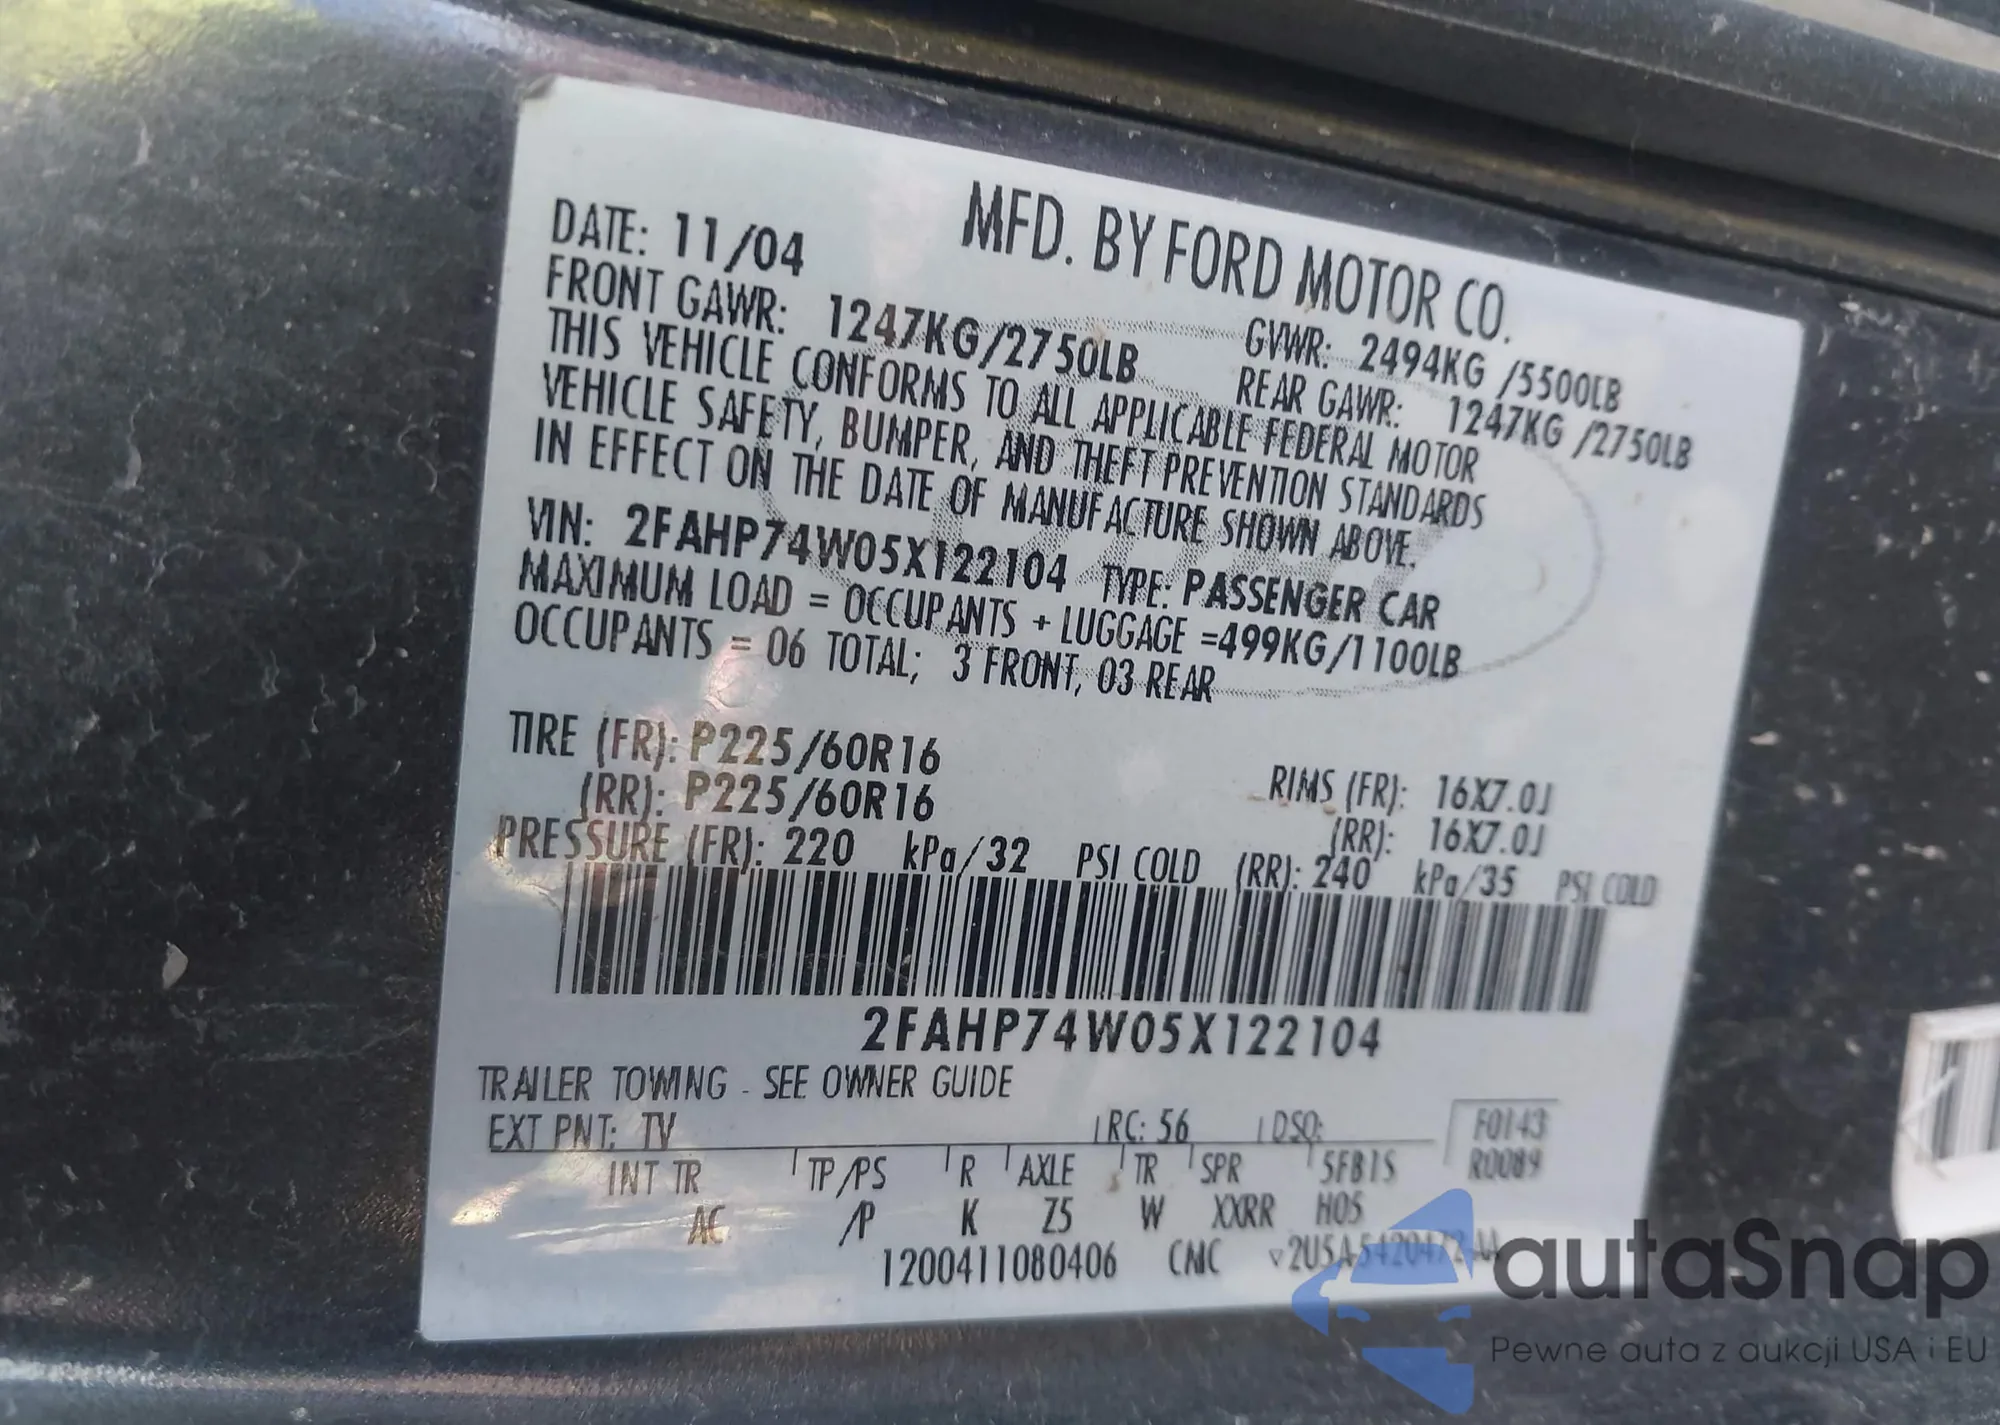 MFD. BY FORD MOTOR CO.
DATE: 11/04 GVWR: 2494KG /5500LB
FRONT GAWR: 1247KG/2750LB REAR GAWR: 1247KG /2750LB
THIS VEHICLE CONFORMS TO ALL APPLICABLE FEDERAL MOTOR
VEHICLE SAFETY, BUMPER, AND THEFT PREVENTION STANDARDS
IN EFFECT ON THE DATE OF MANUFACTURE SHOWN ABOVE.
VIN: 2FAHP74W05X122104 TYPE: PASSENGER CAR
MAXIMUM LOAD = OCCUPANTS + LUGGAGE =499KG/1100LB
OCCUPANTS = 06 TOTAL; 3 FRONT, 03 REAR
TIRE (FR): P225/60R16 RIMS (FR): 16X7.0J
(RR): P225/60R16 (RR): 16X7.0J
PRESSURE (FR): 220 kPa/32 PSI COLD (RR): 240 kPa/35 PSI COLD
2FAHP74W05X122104
TRAILER TOWING - SEE OWNER GUIDE
EXT PNT: TV RC: 56 DSO: F0143
R0089
INT TR TP/PS R AXLE TR SPR 5FB15
AC /P K Z5 W XXRR H05
1200411080406 CMC
autaSnap
Pewne auta z aukcji USA i EU